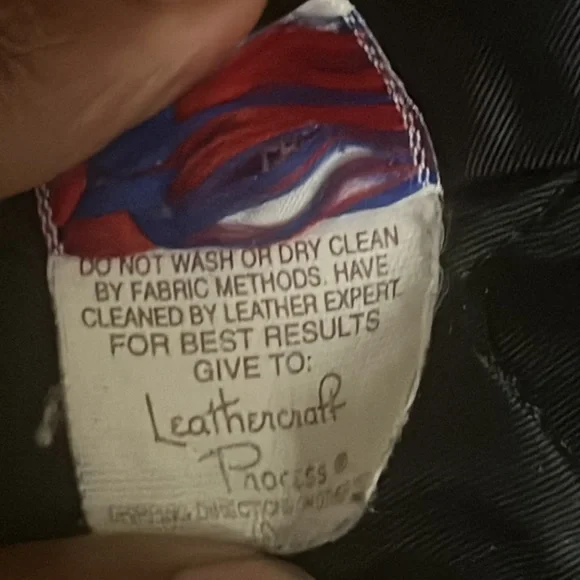 DO NOT WASH OR DRY CLEAN
BY FABRIC METHODS. HAVE
CLEANED BY LEATHER EXPERT.
FOR BEST RESULTS
GIVE TO:
Leathercraft
Process®